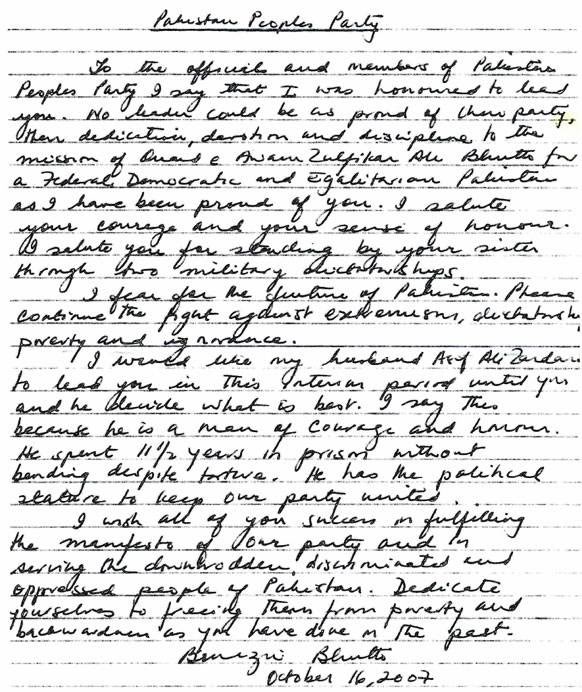 Pakistan Peoples Party
To the officials and members of Pakistan
Peoples Party I say that I was honoured to lead
you. No leader could be as proud of their party,
their dedication, devotion and discipline to the
mission of Quaid e Awam Zulfikar Ali Bhutto for
a Federal Democratic and Egalitarian Pakistan
as I have been proud of you. I salute
your courage and your sense of honour.
I salute you for standing by your sister
through two military dictatorships.
I fear for the future of Pakistan. Please
continue the fight against extremism, dictatorship
poverty and ignorance.
I would like my husband Asif Ali Zardari
to lead you in this interim period until you
and he decide what is best. I say this
because he is a man of courage and honour.
He spent 11 1/2 years in prison without
bending despite torture. He has the political
stature to keep our party united.
I wish all of you success in fulfilling
the manifesto of our party and in
serving the downtrodden, discriminated and
oppressed people of Pakistan. Dedicate
yourselves to freeing them from poverty and
backwardness as you have done in the past.
Benazir Bhutto
October 16, 2007